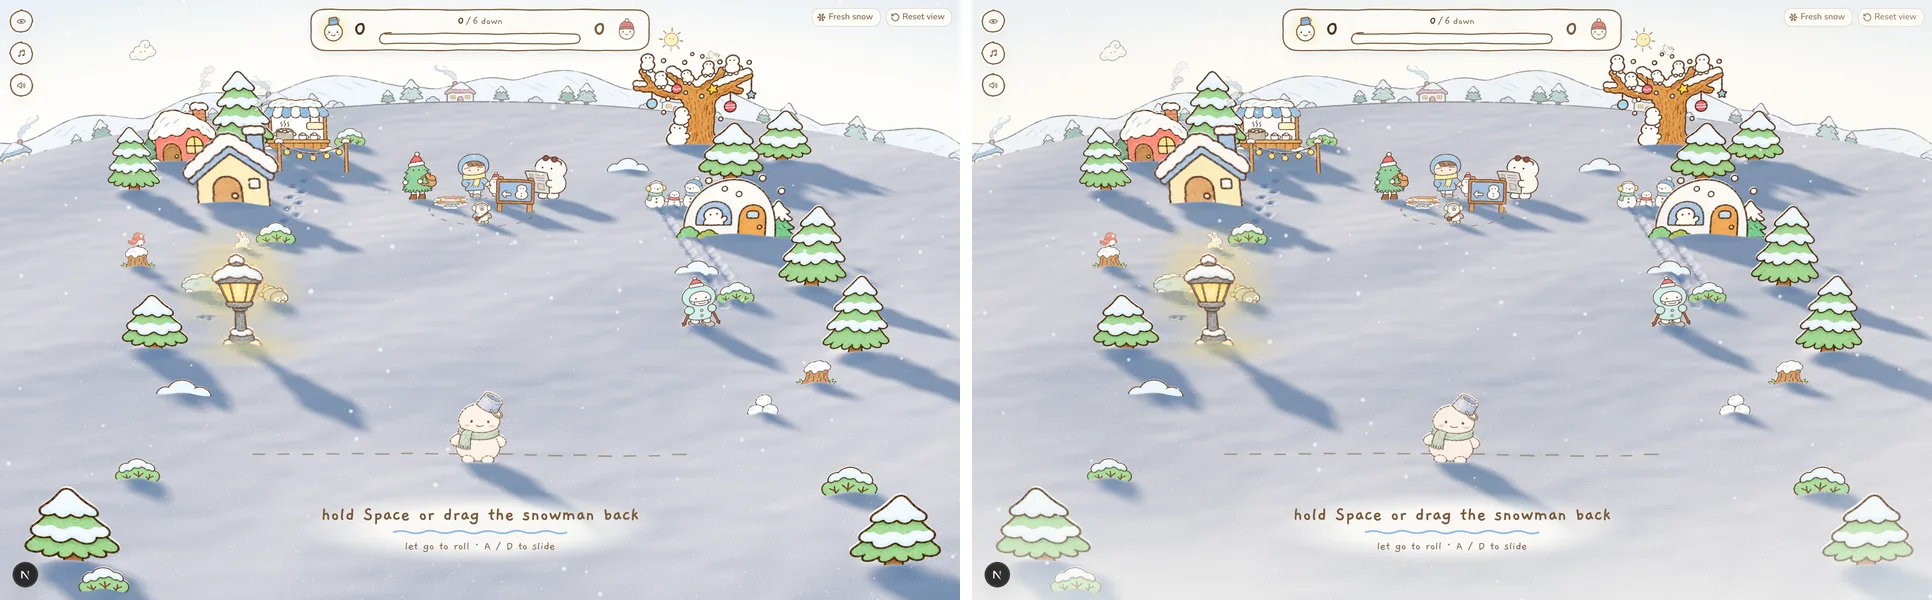 0
0 / 6 down
0
Fresh snow
Reset view
hold Space or drag the snowman back
let go to roll · A / D to slide
N
0
0 / 6 down
0
Fresh snow
Reset view
hold Space or drag the snowman back
let go to roll · A / D to slide
N